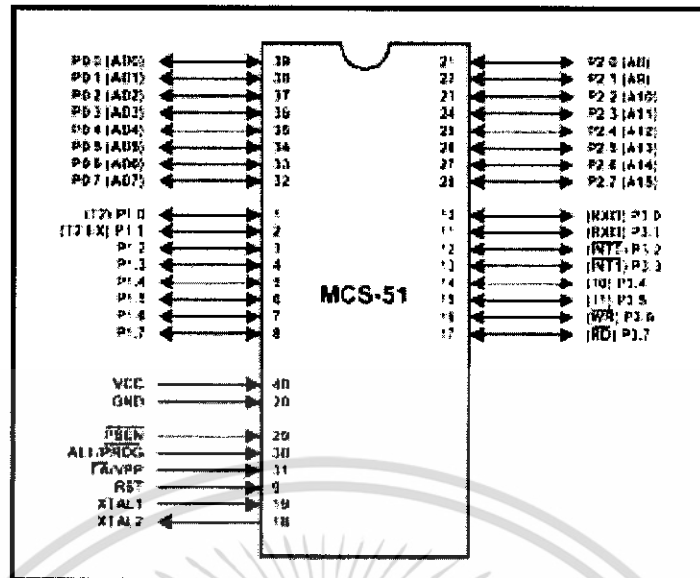 P0.0 (AD0) 39 21 P2.0 (A8)
P0.1 (AD1) 38 22 P2.1 (A9)
P0.2 (AD2) 37 23 P2.2 (A10)
P0.3 (AD3) 36 24 P2.3 (A11)
P0.4 (AD4) 35 25 P2.4 (A12)
P0.5 (AD5) 34 26 P2.5 (A13)
P0.6 (AD6) 33 27 P2.6 (A14)
P0.7 (AD7) 32 28 P2.7 (A15)
(T2) P1.0 1 10 (RXD) P3.0
(T2 EX) P1.1 2 11 (RXD) P3.1
P1.2 3 12 (INT0) P3.2
P1.3 4 13 (INT1) P3.3
P1.4 5 14 (T0) P3.4
P1.5 6 15 (T1) P3.5
P1.6 7 16 (WR) P3.6
P1.7 8 17 (RD) P3.7
MCS-51
VCC 40
GND 20
PSEN 29
ALE/PROG 30
EA/VPP 31
RST 9
XTAL1 19
XTAL2 18